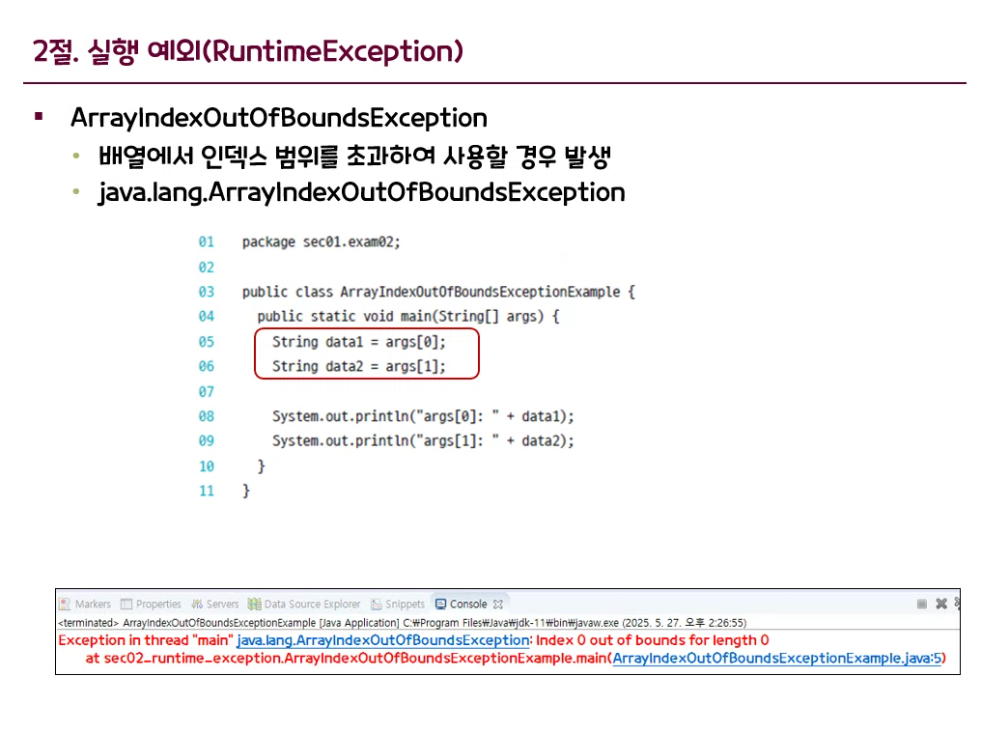 2절. 실행 예외(RuntimeException)
▪ ArrayIndexOutOfBoundsException
• 배열에서 인덱스 범위를 초과하여 사용할 경우 발생
• java.lang.ArrayIndexOutOfBoundsException
01 package sec01.exam02;
02
03 public class ArrayIndexOutOfBoundsExceptionExample {
04 public static void main(String[] args) {
05 String data1 = args[0];
06 String data2 = args[1];
07
08 System.out.println("args[0]: " + data1);
09 System.out.println("args[1]: " + data2);
10 }
11 }
Markers Properties Servers Data Source Explorer Snippets Console
<terminated> ArrayIndexOutOfBoundsExceptionExample [Java Application] C:₩Program Files₩Java₩jdk-11₩bin₩javaw.exe (2025. 5. 27. 오후 2:26:55)
Exception in thread "main" java.lang.ArrayIndexOutOfBoundsException: Index 0 out of bounds for length 0
at sec02_runtime_exception.ArrayIndexOutOfBoundsExceptionExample.main(ArrayIndexOutOfBoundsExceptionExample.java:5)